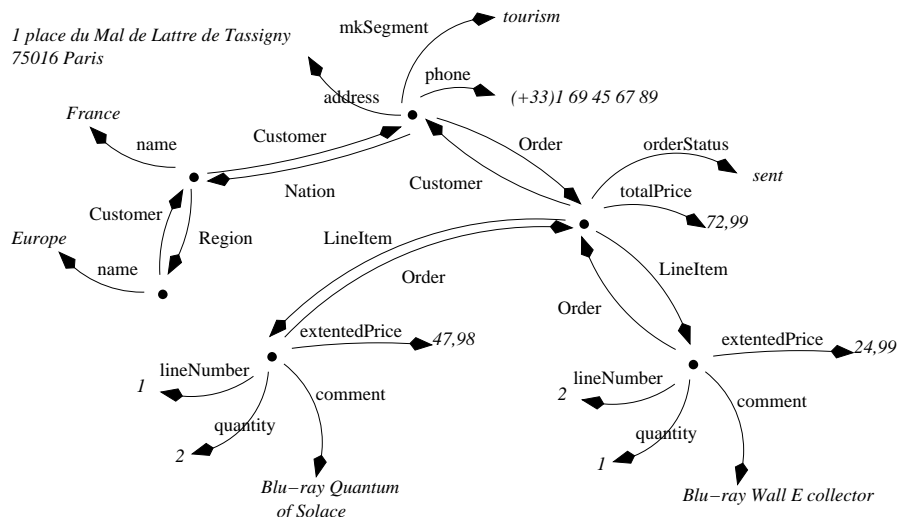 tourism
mkSegment
1 place du Mal de Lattre de Tassigny
75016 Paris
phone
address
(+33)1 69 45 67 89
France
name
Customer
Order
orderStatus
sent
Nation
Customer
totalPrice
72,99
Customer
Region
Europe
name
LineItem
LineItem
Order
Order
extentedPrice
47,98
extentedPrice
24,99
lineNumber
1
comment
lineNumber
2
comment
quantity
2
quantity
1
Blu−ray Quantum
of Solace
Blu−ray Wall E collector